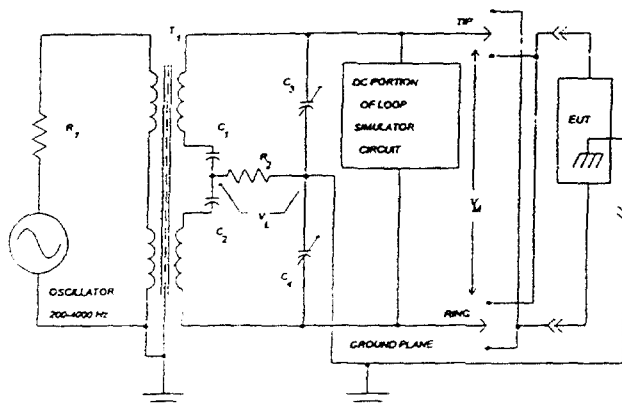 T1
TIP
R1
C1
C3
DC PORTION
OF LOOP
SIMULATOR
CIRCUIT
EUT
R2
C2
VL
C4
VM
OSCILLATOR
200-4000 Hz
RING
GROUND PLANE